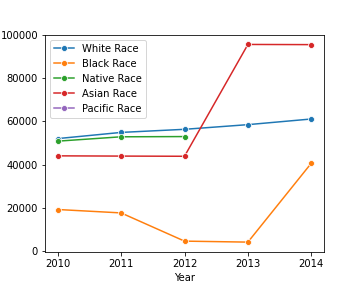 100000
80000
60000
40000
20000
0
White Race
Black Race
Native Race
Asian Race
Pacific Race
2010 2011 2012 2013 2014
Year